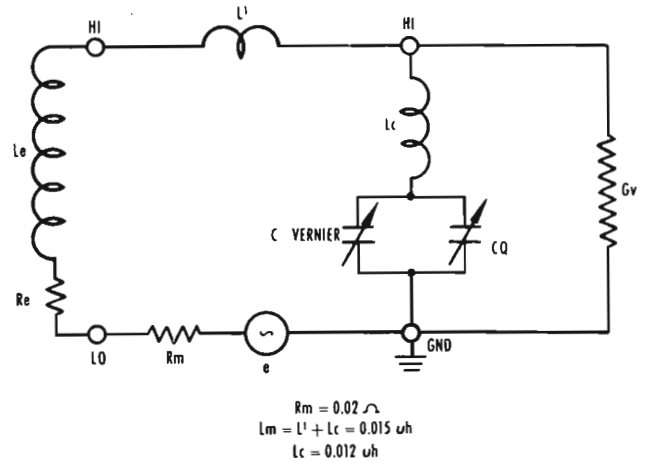 L'
HI
HI
Le
Lc
Gv
C VERNIER
CQ
Re
LO
Rm
e
GND
Rm = 0.02 Ω
Lm = L' + Lc = 0.015 uh
Lc = 0.012 uh